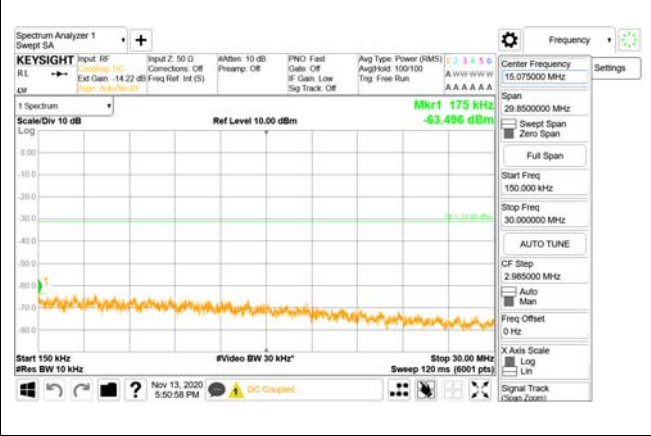 Spectrum Analyzer 1
Swept SA
Frequency
KEYSIGHT Input: RF
Coupling: DC
Ext Gain: -14.22 dB
Align: Auto/No RF
RL
Input Z: 50 Ω
Corrections: Off
Freq Ref: Int (S)
#Atten: 10 dB
Preamp: Off
PNO: Fast
Gate: Off
IF Gain: Low
Sig Track: Off
Avg Type: Power (RMS)
Avg|Hold: 100/100
Trig: Free Run
1 2 3 4 5 6
A W W W W W
A A A A A A
1 Spectrum
Scale/Div 10 dB
Ref Level 10.00 dBm
Mkr1 175 kHz
-63.496 dBm
Log
0.00
-10.0
-20.0
-30.0
-40.0
-50.0
-60.0
-70.0
-80.0
1
Start 150 kHz
#Res BW 10 kHz
#Video BW 30 kHz*
Stop 30.00 MHz
Sweep 120 ms (6001 pts)
Nov 13, 2020
5:50:58 PM
DC Coupled
Center Frequency
15.075000 MHz
Settings
Span
29.8500000 MHz
Swept Span
Zero Span
Full Span
Start Freq
150.000 kHz
Stop Freq
30.000000 MHz
AUTO TUNE
CF Step
2.985000 MHz
Auto
Man
Freq Offset
0 Hz
X Axis Scale
Log
Lin
Signal Track
(Span Zoom)